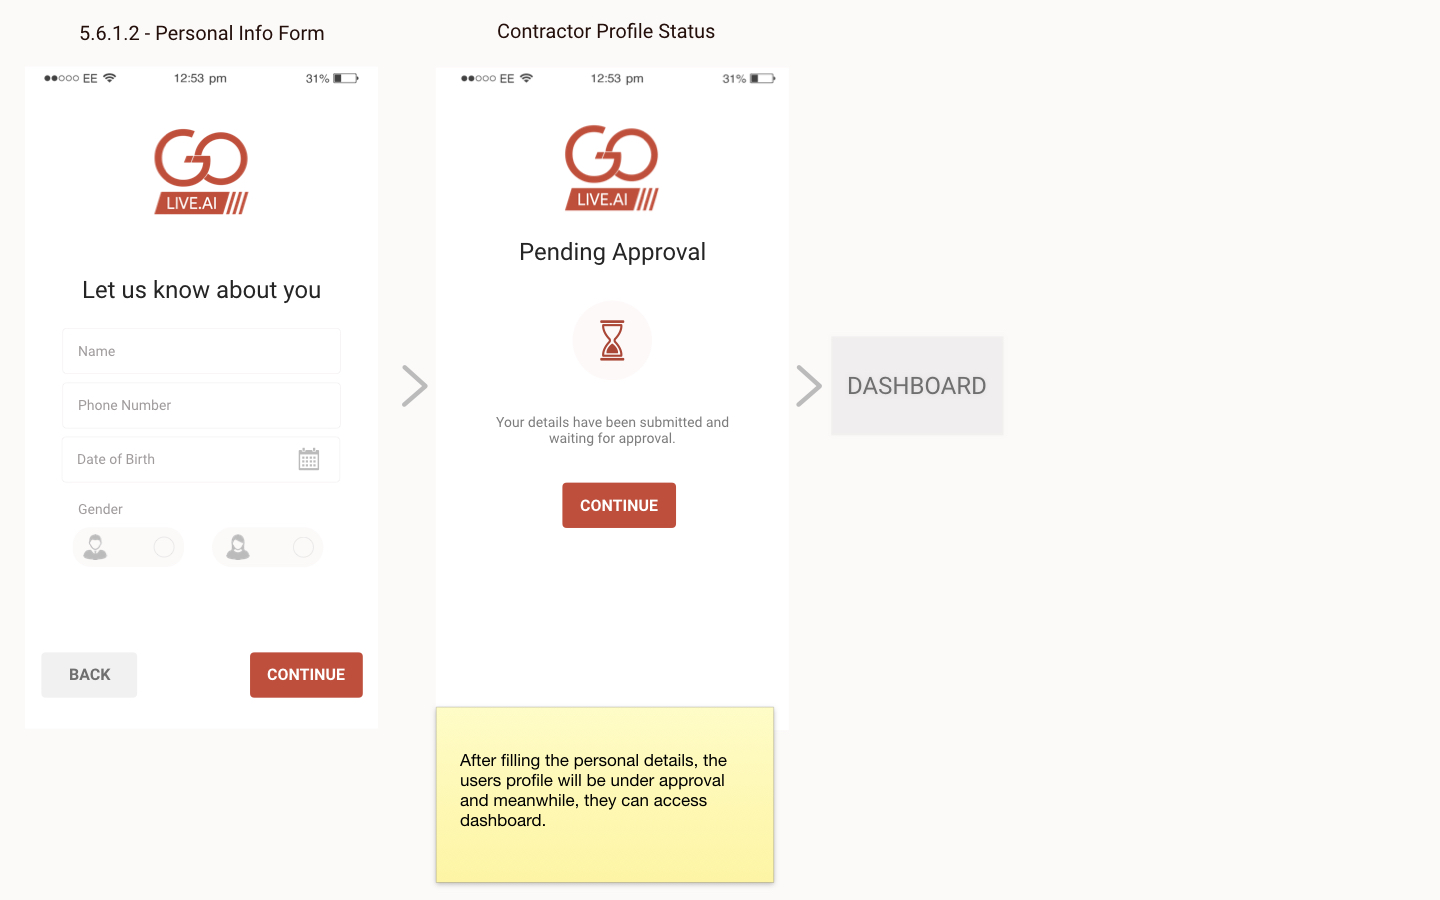 5.6.1.2 - Personal Info Form
EE
12:53 pm
31%
GO
LIVE.AI
Let us know about you
Name
Phone Number
Date of Birth
Gender
BACK
CONTINUE
Contractor Profile Status
EE
12:53 pm
31%
GO
LIVE.AI
Pending Approval
Your details have been submitted and
waiting for approval.
CONTINUE
After filling the personal details, the
users profile will be under approval
and meanwhile, they can access
dashboard.
DASHBOARD